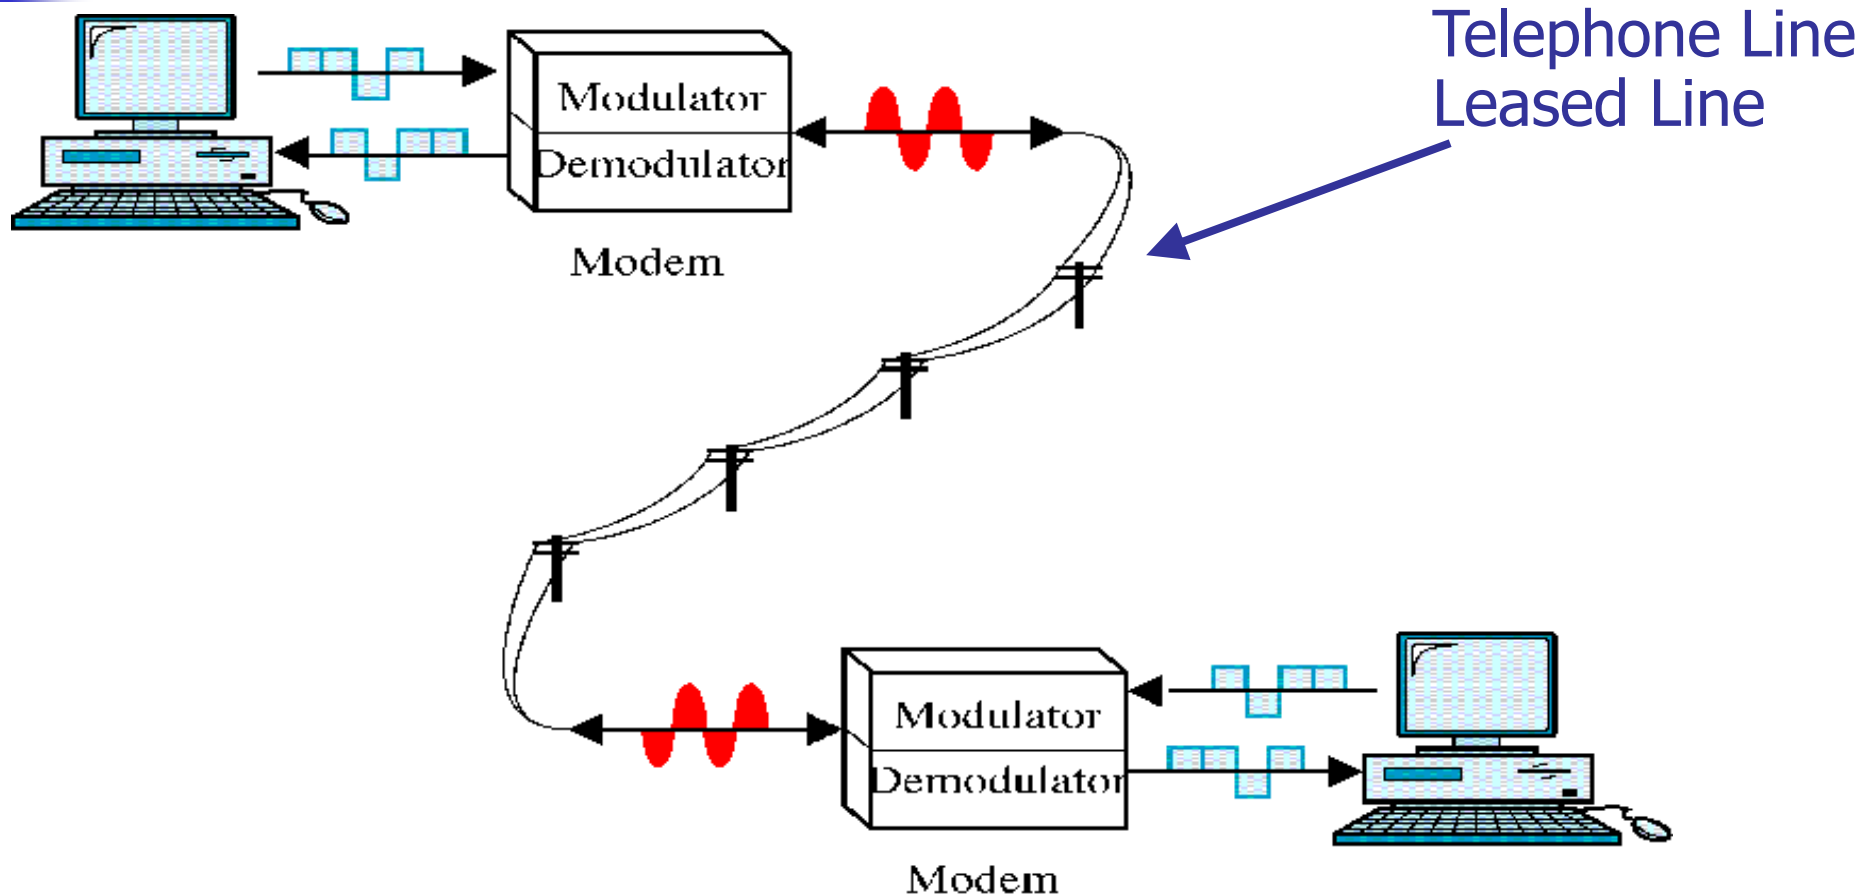 Telephone Line
Leased Line
Modulator
Demodulator
Modem
Modulator
Demodulator
Modem